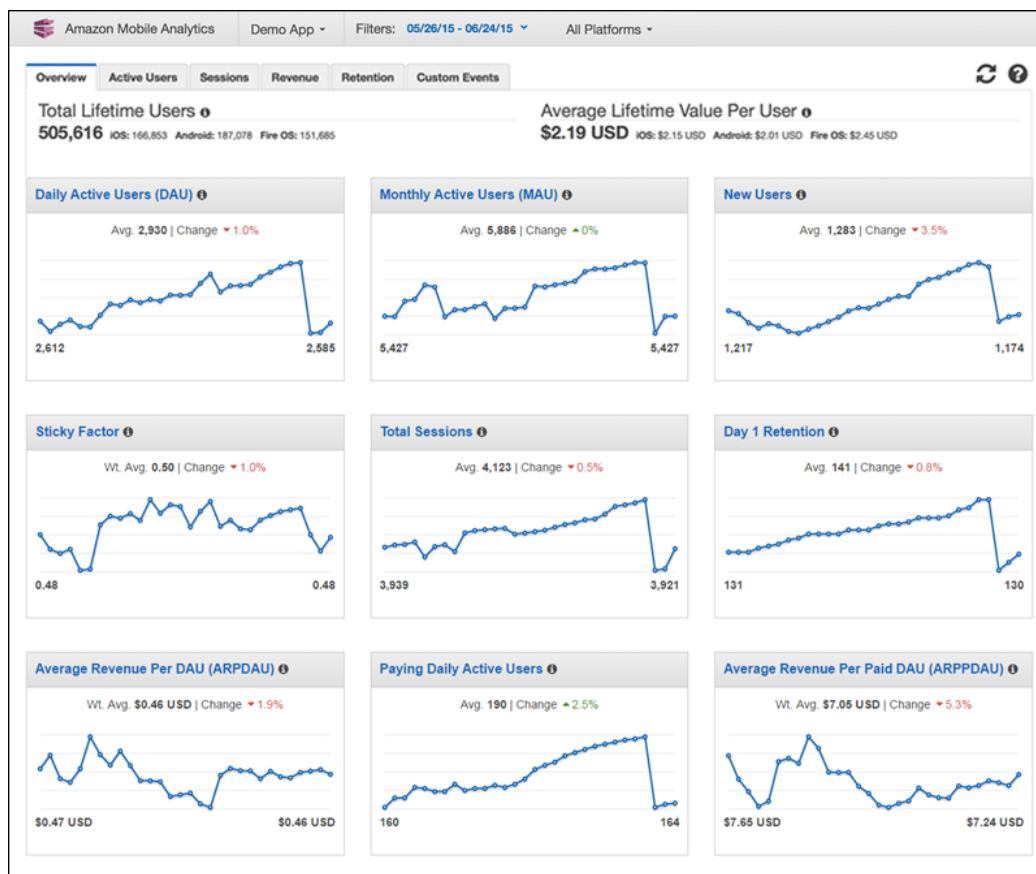 Amazon Mobile Analytics Demo App Filters: 05/26/15 - 06/24/15 All Platforms
Overview Active Users Sessions Revenue Retention Custom Events
Total Lifetime Users
505,616 iOS: 166,853 Android: 187,078 Fire OS: 151,685
Average Lifetime Value Per User
$2.19 USD iOS: $2.15 USD Android: $2.01 USD Fire OS: $2.45 USD
Daily Active Users (DAU)
Avg. 2,930 | Change ▼ 1.0%
2,612 2,585
Monthly Active Users (MAU)
Avg. 5,886 | Change ▲ 0%
5,427 5,427
New Users
Avg. 1,283 | Change ▼ 3.5%
1,217 1,174
Sticky Factor
Wt. Avg. 0.50 | Change ▼ 1.0%
0.48 0.48
Total Sessions
Avg. 4,123 | Change ▼ 0.5%
3,939 3,921
Day 1 Retention
Avg. 141 | Change ▼ 0.8%
131 130
Average Revenue Per DAU (ARPDAU)
Wt. Avg. $0.46 USD | Change ▼ 1.9%
$0.47 USD $0.46 USD
Paying Daily Active Users
Avg. 190 | Change ▲ 2.5%
160 164
Average Revenue Per Paid DAU (ARPPDAU)
Wt. Avg. $7.05 USD | Change ▼ 5.3%
$7.65 USD $7.24 USD